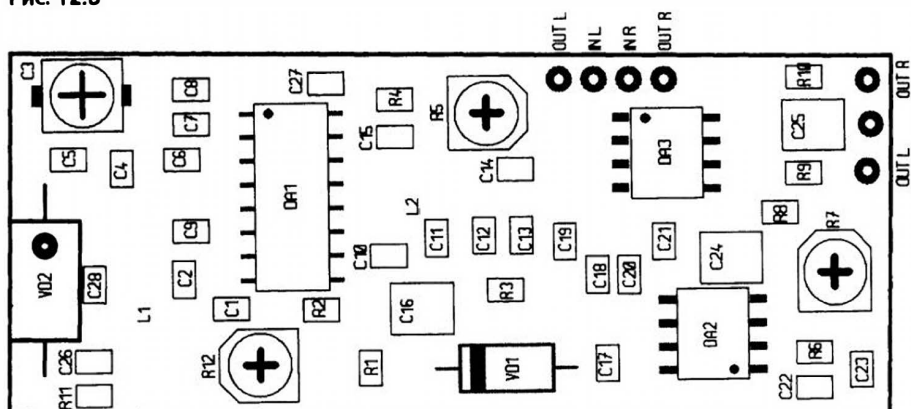 Рис. 12.6
OUT L
IN L
IN R
OUT R
C3
C8
C27
R4
R5
R10
OUT R
C7
C15
DA3
C25
C5
C4
C6
DA1
C14
R9
OUT L
L2
R8
R7
C9
C10
C11
C12
C13
C19
C21
C24
VD2
C28
C2
C18
C20
L1
C1
R2
C16
R3
DA2
C26
R12
R1
VD1
C17
R6
C23
R11
C22